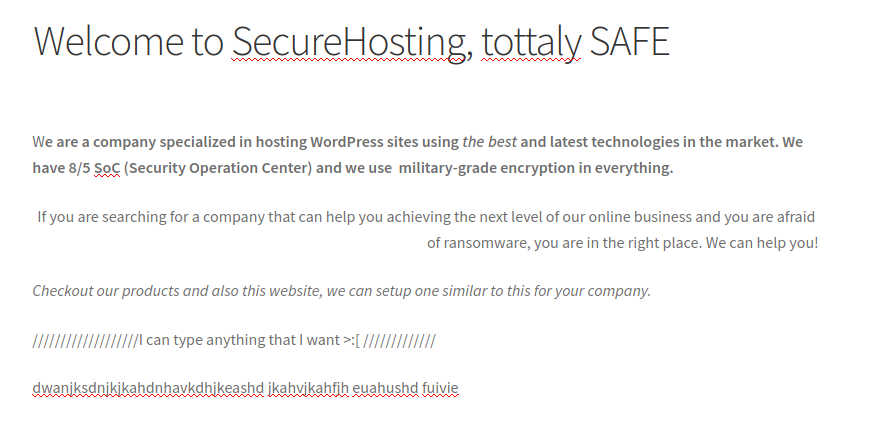 Welcome to SecureHosting, tottaly SAFE
We are a company specialized in hosting WordPress sites using the best and latest technologies in the market. We
have 8/5 SoC (Security Operation Center) and we use  military-grade encryption in everything.
If you are searching for a company that can help you achieving the next level of our online business and you are afraid
of ransomware, you are in the right place. We can help you!
Checkout our products and also this website, we can setup one similar to this for your company.
///////////////////I can type anything that I want >:[ /////////////
dwanjksdnjkjkahdnhavkdhjkeashd jkahvjkahfjh euahushd fuivie